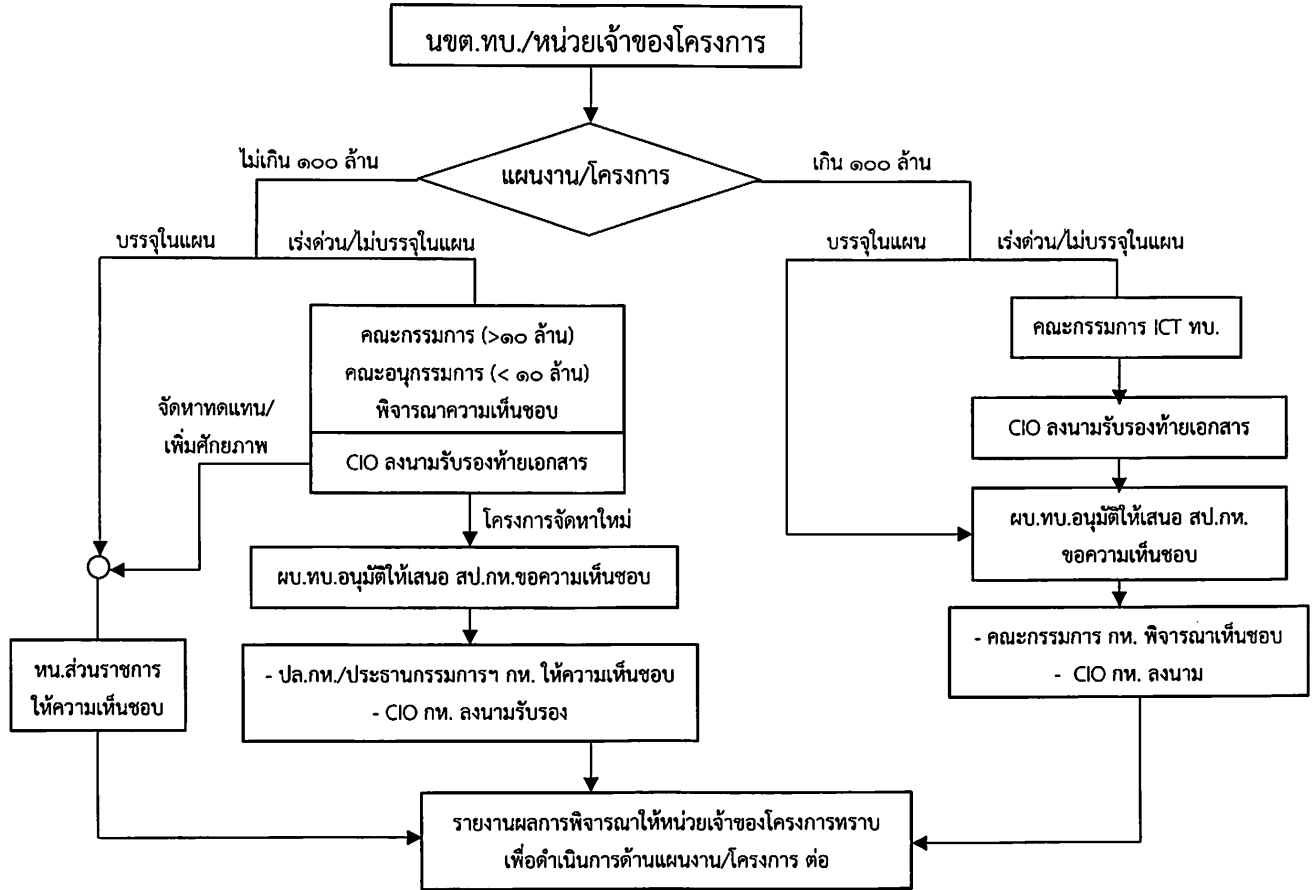 นขต.ทบ./หน่วยเจ้าของโครงการ
แผนงาน/โครงการ
ไม่เกิน ๑๐๐ ล้าน
เกิน ๑๐๐ ล้าน
บรรจุในแผน
เร่งด่วน/ไม่บรรจุในแผน
บรรจุในแผน
เร่งด่วน/ไม่บรรจุในแผน
คณะกรรมการ (>๑๐ ล้าน)
คณะอนุกรรมการ (< ๑๐ ล้าน)
พิจารณาความเห็นชอบ
CIO ลงนามรับรองท้ายเอกสาร
จัดหาทดแทน/
เพิ่มศักยภาพ
โครงการจัดหาใหม่
คณะกรรมการ ICT ทบ.
CIO ลงนามรับรองท้ายเอกสาร
ผบ.ทบ.อนุมัติให้เสนอ สป.กห.
ขอความเห็นชอบ
ผบ.ทบ.อนุมัติให้เสนอ สป.กห.ขอความเห็นชอบ
หน.ส่วนราชการ
ให้ความเห็นชอบ
- ปล.กห./ประธานกรรมการฯ กห. ให้ความเห็นชอบ
- CIO กห. ลงนามรับรอง
- คณะกรรมการ กห. พิจารณาเห็นชอบ
- CIO กห. ลงนาม
รายงานผลการพิจารณาให้หน่วยเจ้าของโครงการทราบ
เพื่อดำเนินการด้านแผนงาน/โครงการ ต่อ